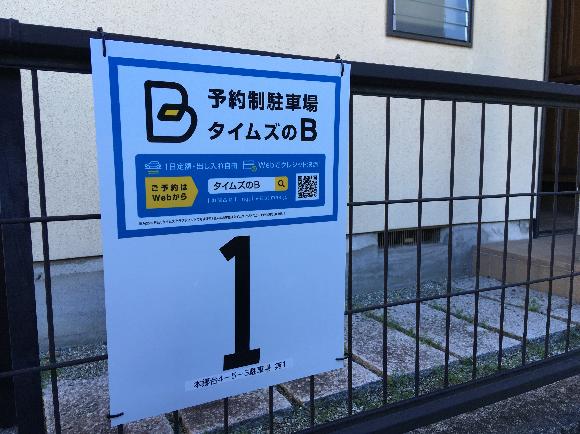 B 予約制駐車場
タイムズのB
1日定額・出し入れ自由 Webでクレジット決済
ご予約は
Webから
タイムズのB
1